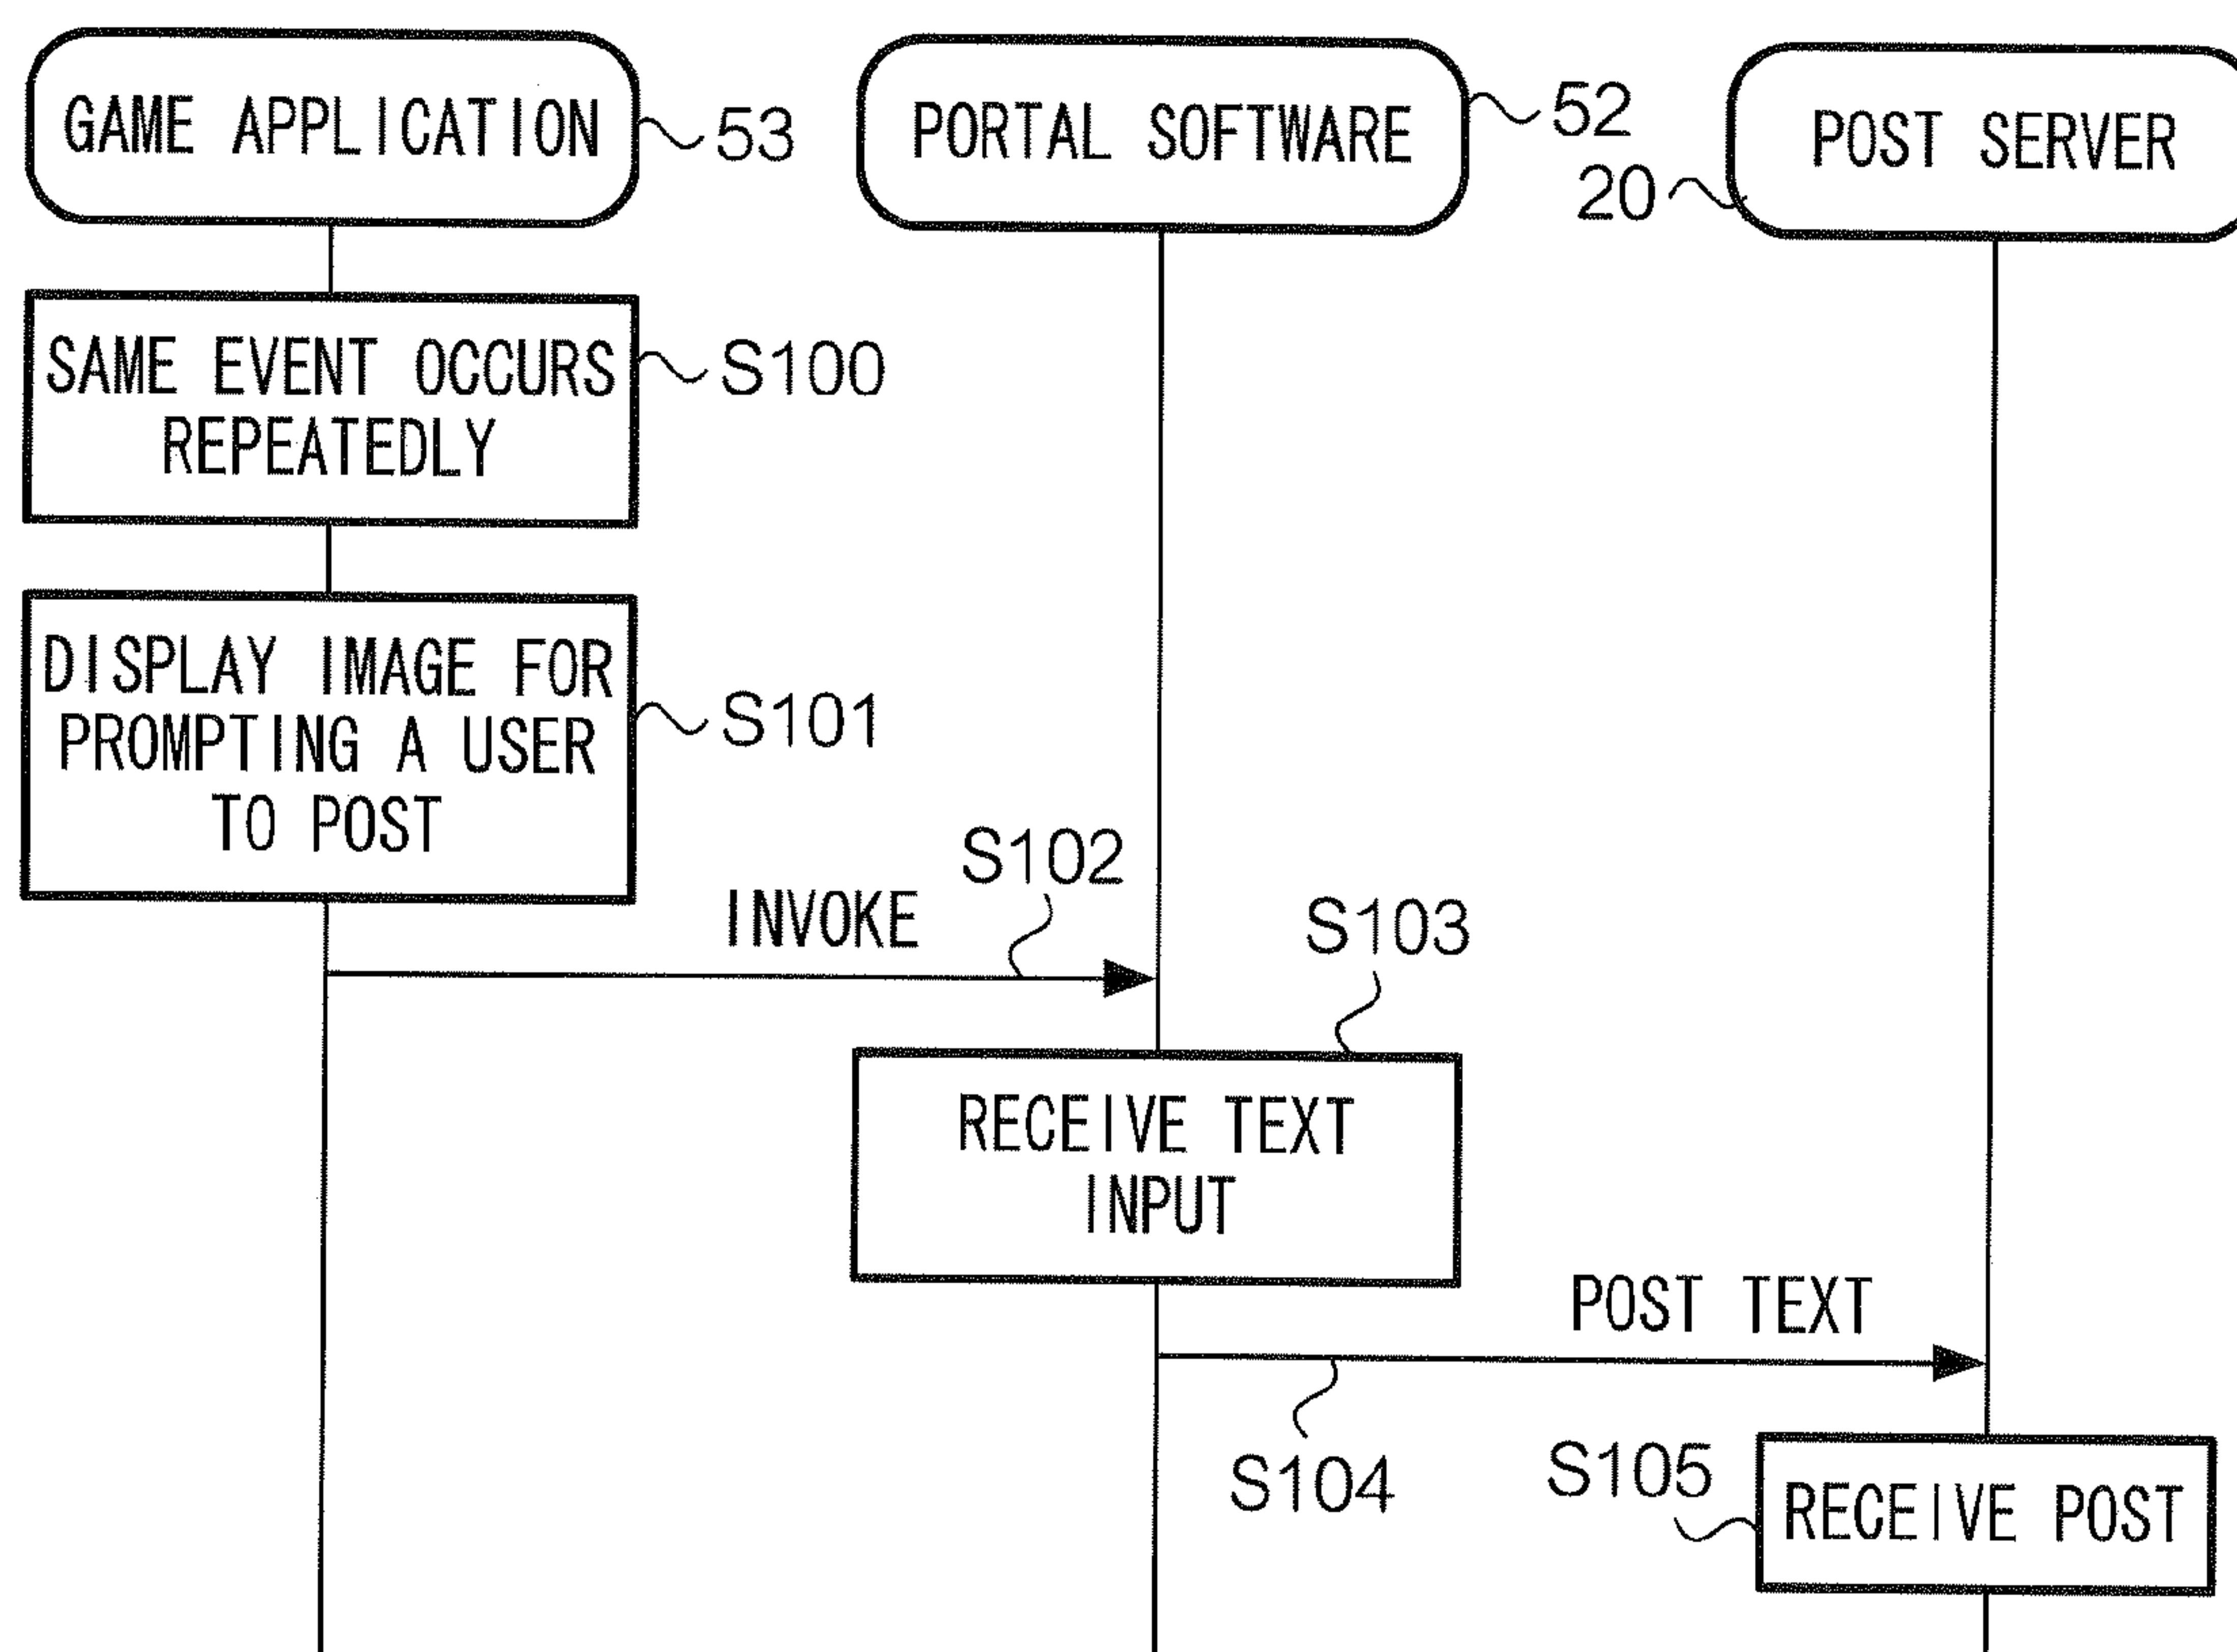 GAME APPLICATION
53
PORTAL SOFTWARE
52
POST SERVER
20
SAME EVENT OCCURS
REPEATEDLY
S100
DISPLAY IMAGE FOR
PROMPTING A USER
TO POST
S101
INVOKE
S102
S103
RECEIVE TEXT
INPUT
POST TEXT
S104
S105
RECEIVE POST